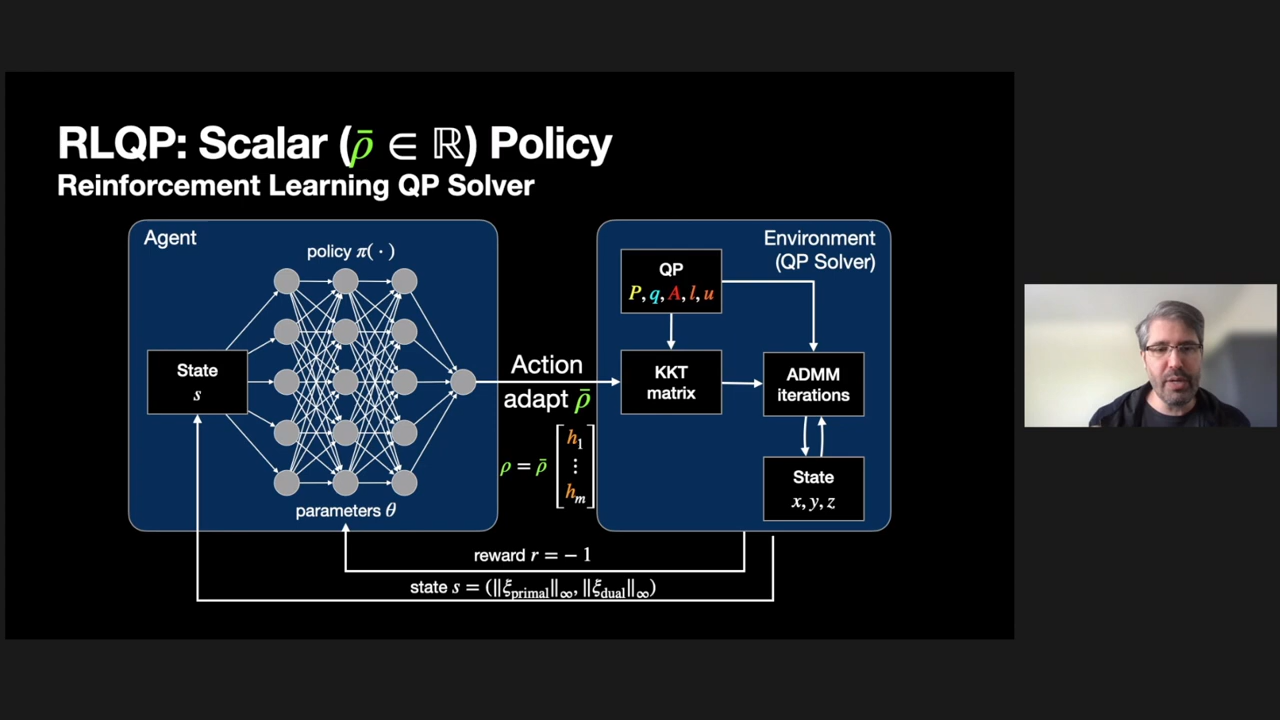 RLQP: Scalar (ρ̄ ∈ ℝ) Policy
Reinforcement Learning QP Solver
Agent
policy π( · )
State
s
parameters θ
Action
adapt ρ̄
ρ = ρ̄ [h₁ ⋮ hₘ]
Environment
(QP Solver)
QP
P, q, A, l, u
KKT
matrix
ADMM
iterations
State
x, y, z
reward r = − 1
state s = (‖ξprimal‖∞, ‖ξdual‖∞)